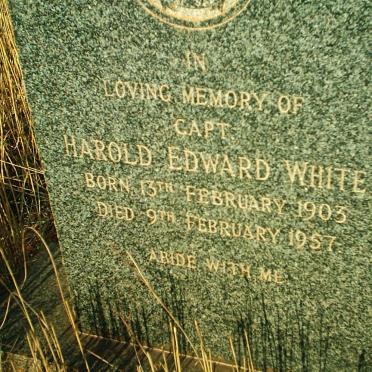 IN
LOVING MEMORY OF
CAPT.
HAROLD EDWARD WHITE
BORN 13TH FEBRUARY 1903
DIED 9TH FEBRUARY 1957
ABIDE WITH ME